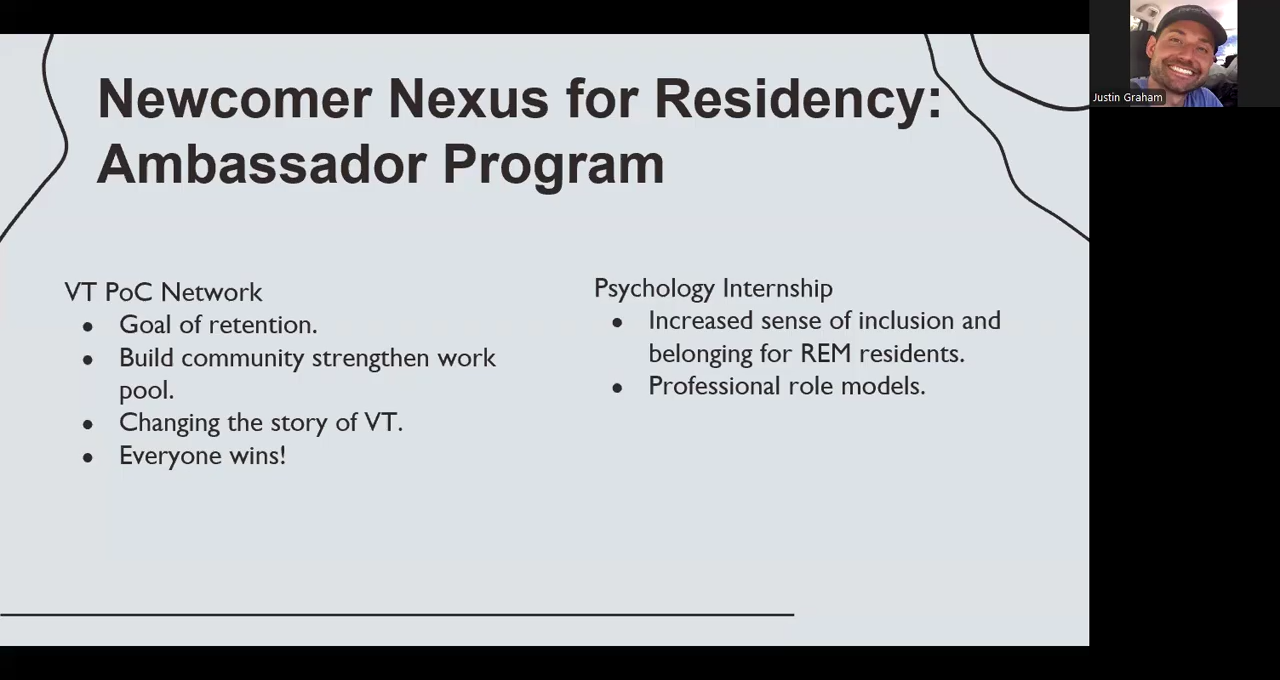 Newcomer Nexus for Residency:
Ambassador Program
VT PoC Network
● Goal of retention.
● Build community strengthen work
pool.
● Changing the story of VT.
● Everyone wins!
Psychology Internship
● Increased sense of inclusion and
belonging for REM residents.
● Professional role models.
Justin Graham